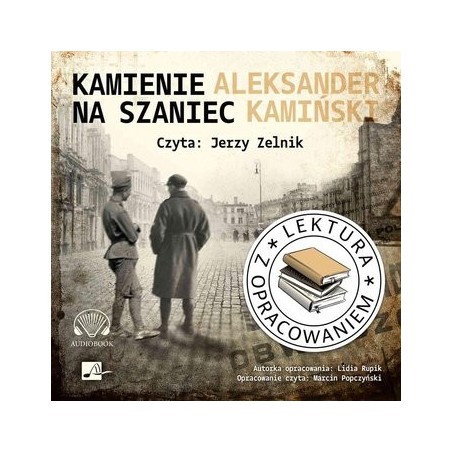 KAMIENIE ALEKSANDER
NA SZANIEC KAMIŃSKI
Czyta: Jerzy Zelnik
LEKTURA
Z OPRACOWANIEM
AUDIOBOOK
Autorka opracowania: Lidia Rupik
Opracowanie czyta: Marcin Popczyński